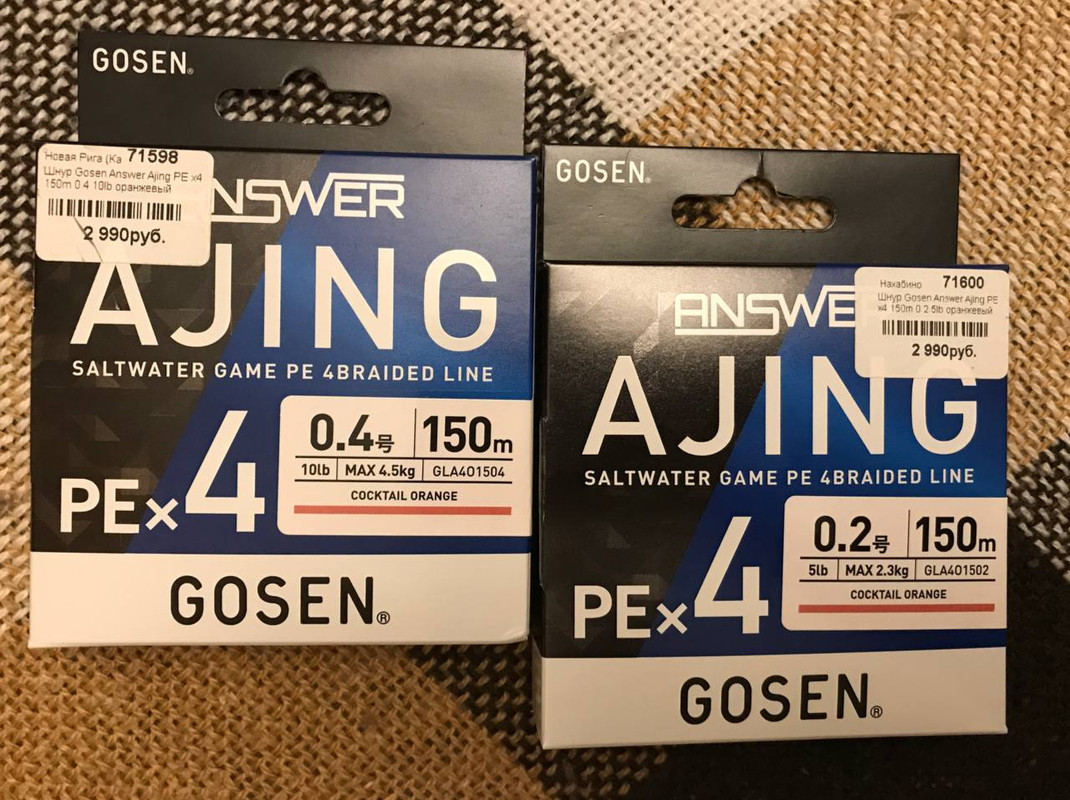 GOSEN®
Новая Рига (Ка 71598
Шнур Gosen Answer Ajing PE x4
150m 0.4 10lb оранжевый
2 990руб.
ANSWER
AJING
SALTWATER GAME PE 4BRAIDED LINE
PE×4
0.4号 150m
10lb MAX 4.5kg GLA401504
COCKTAIL ORANGE
GOSEN®
GOSEN®
Нахабино 71600
Шнур Gosen Answer Ajing PE
x4 150m 0.2 5lb оранжевый
2 990руб.
ANSWE
AJING
SALTWATER GAME PE 4BRAIDED LINE
PE×4
0.2号 150m
5lb MAX 2.3kg GLA401502
COCKTAIL ORANGE
GOSEN®